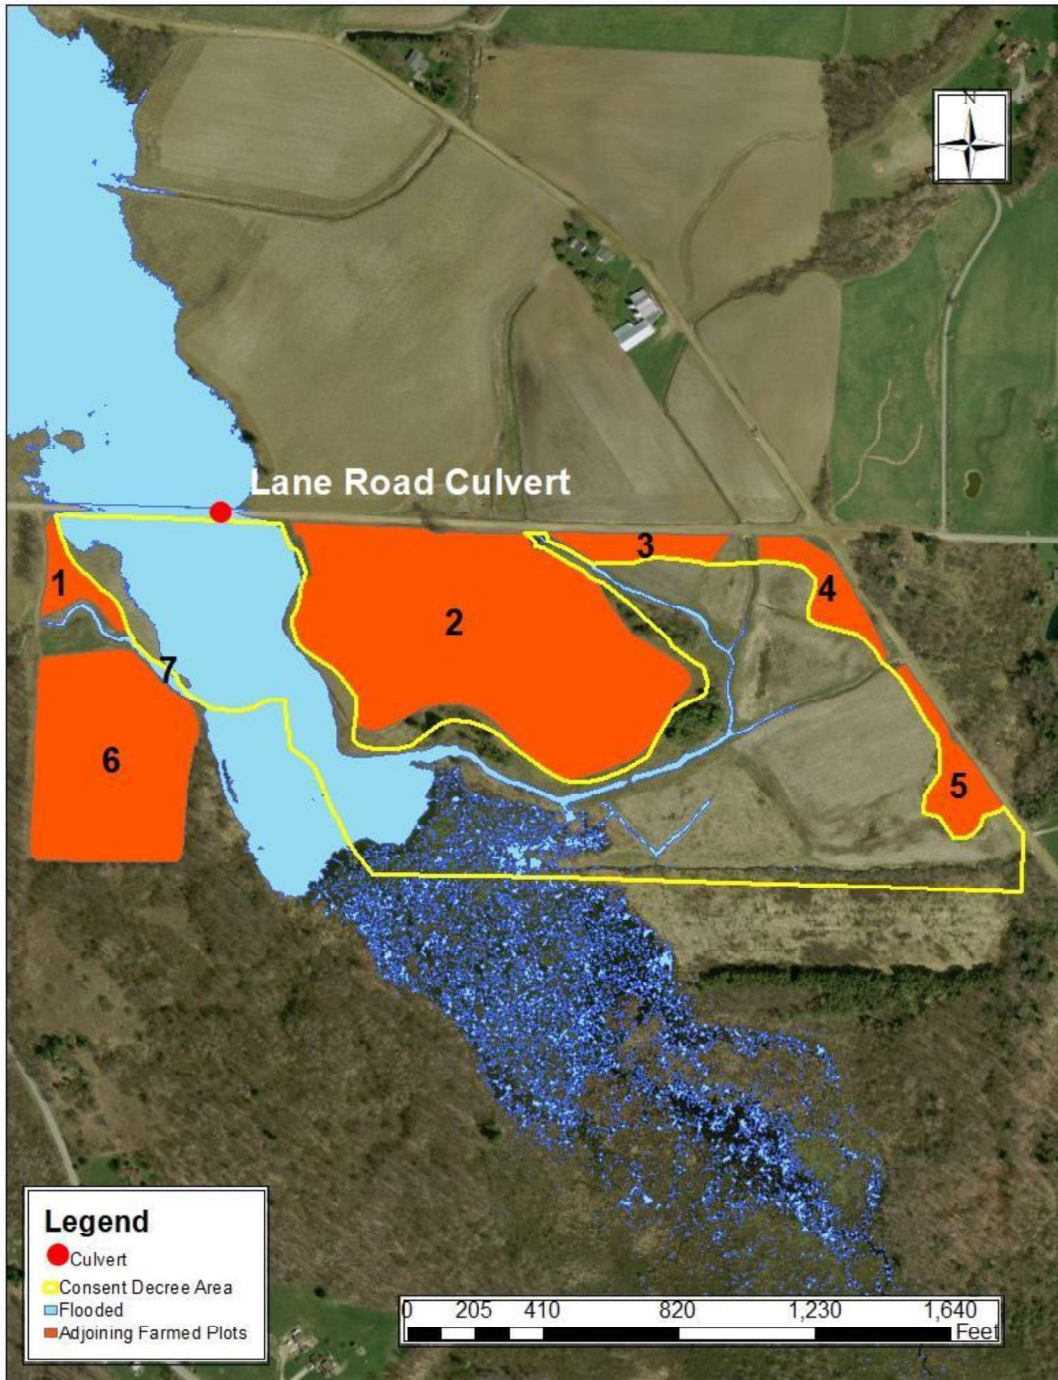 N
Lane Road Culvert
1
2
3
4
5
6
7
Legend
Culvert
Consent Decree Area
Flooded
Adjoining Farmed Plots
0 205 410 820 1,230 1,640
Feet